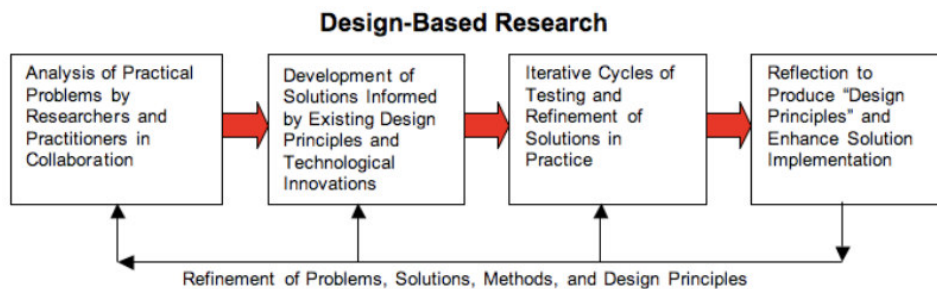 Design-Based Research
Analysis of Practical
Problems by
Researchers and
Practitioners in
Collaboration
Development of
Solutions Informed
by Existing Design
Principles and
Technological
Innovations
Iterative Cycles of
Testing and
Refinement of
Solutions in
Practice
Reflection to
Produce “Design
Principles” and
Enhance Solution
Implementation
Refinement of Problems, Solutions, Methods, and Design Principles